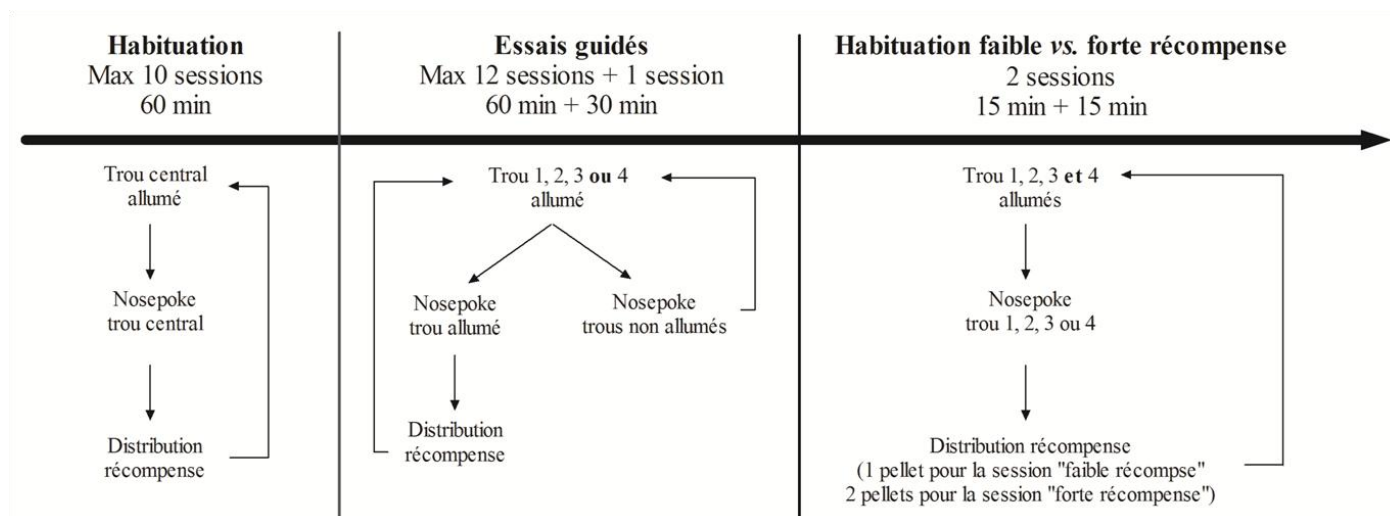 Habituation
Max 10 sessions
60 min
Trou central
allumé
Nosepoke
trou central
Distribution
récompense
Essais guidés
Max 12 sessions + 1 session
60 min + 30 min
Trou 1, 2, 3 ou 4
allumé
Nosepoke
trou allumé
Nosepoke
trous non allumés
Distribution
récompense
Habituation faible vs. forte récompense
2 sessions
15 min + 15 min
Trou 1, 2, 3 et 4
allumés
Nosepoke
trou 1, 2, 3 ou 4
Distribution récompense
(1 pellet pour la session "faible récompse"
2 pellets pour la session "forte récompense")